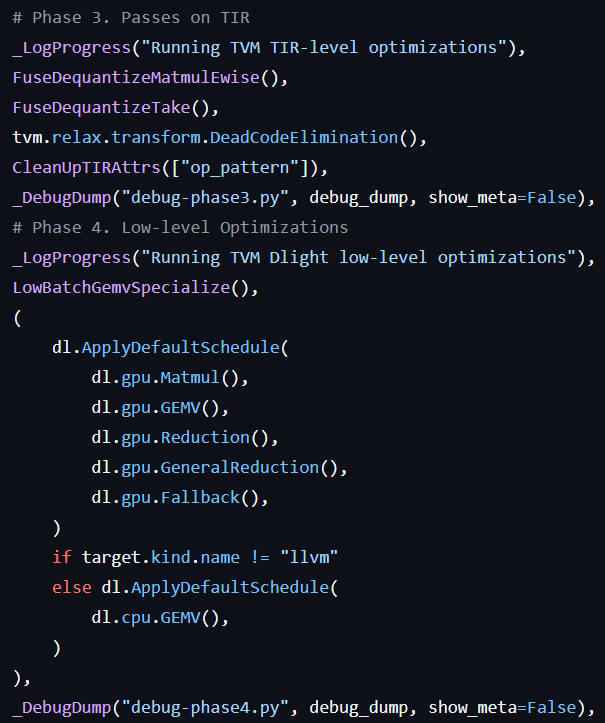 # Phase 3. Passes on TIR
_LogProgress("Running TVM TIR-level optimizations"),
FuseDequantizeMatmulEwise(),
FuseDequantizeTake(),
tvm.relax.transform.DeadCodeElimination(),
CleanUpTIRAttrs(["op_pattern"]),
_DebugDump("debug-phase3.py", debug_dump, show_meta=False),
# Phase 4. Low-level Optimizations
_LogProgress("Running TVM Dlight low-level optimizations"),
LowBatchGemvSpecialize(),
(
    dl.ApplyDefaultSchedule(
        dl.gpu.Matmul(),
        dl.gpu.GEMV(),
        dl.gpu.Reduction(),
        dl.gpu.GeneralReduction(),
        dl.gpu.Fallback(),
    )
    if target.kind.name != "llvm"
    else dl.ApplyDefaultSchedule(
        dl.cpu.GEMV(),
    )
),
_DebugDump("debug-phase4.py", debug_dump, show_meta=False),